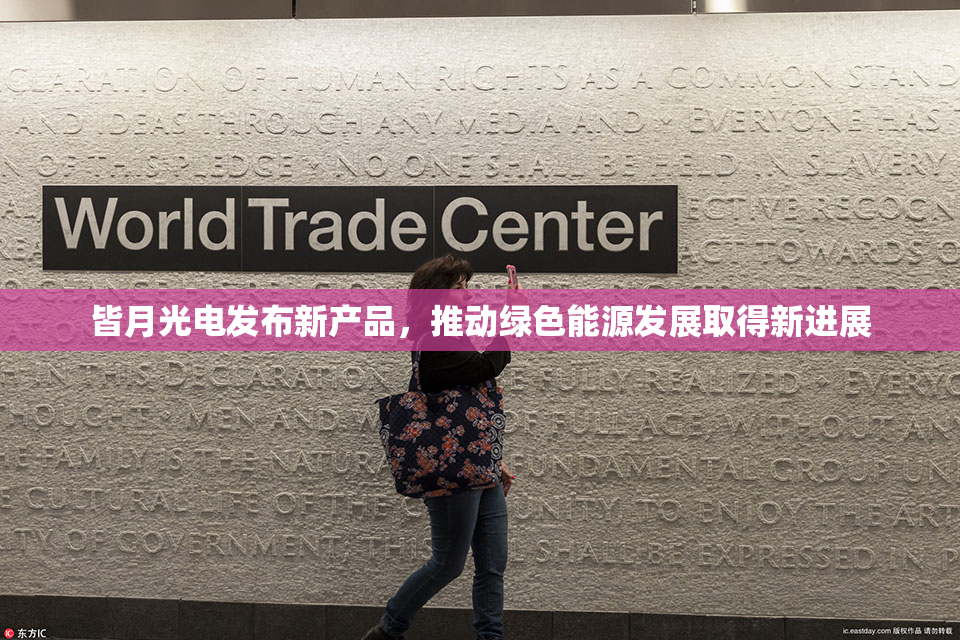 CLARATION OF HUMAN RIGHTS AS A COMMON STAND
AND IDEAS THROUGH ANY MEDIA AND • EVERYONE HAS T
OF THIS PLEDGE • NO ONE SHALL BE HELD IN SLAVERY
World Trade Center
ECTIVE RECOGN
ACT TOWARDS O
皆月光电发布新产品，推动绿色能源发展取得新进展
IN THIS DECLARATION FULLY REALIZED • EVERYO
THOUGHT MEN AND OF FULL AGE WITHO
E FAMILY IS THE NATURA FUNDAMENTAL GROUP
E CULTURAL LIFE OF THE COMMUNITY, TO ENJOY THE ART
TY OF GOVERNMENT; THIS SHALL BE EXPRESSED IN P
东方IC
ic.eastday.com 版权作品 请勿转载